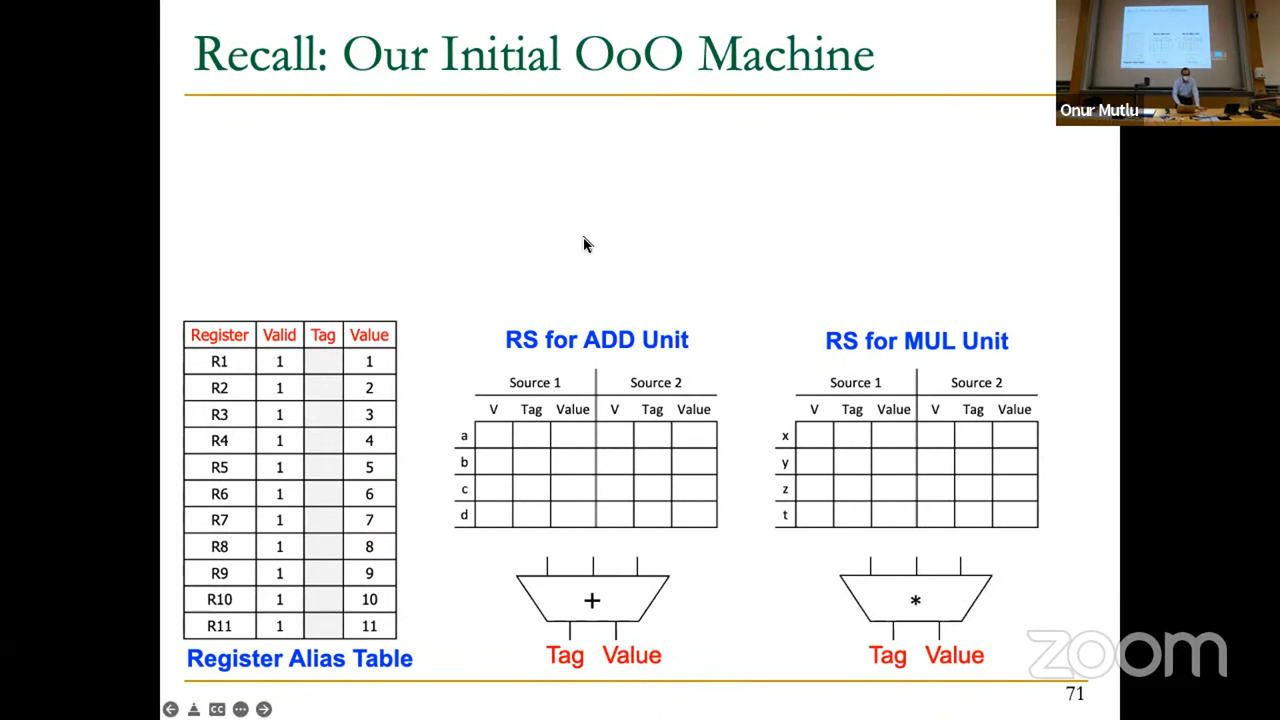 Recall: Our Initial OoO Machine
Onur Mutlu
Register Valid Tag Value
R1 1 1
R2 1 2
R3 1 3
R4 1 4
R5 1 5
R6 1 6
R7 1 7
R8 1 8
R9 1 9
R10 1 10
R11 1 11
Register Alias Table
RS for ADD Unit
Source 1 Source 2
V Tag Value V Tag Value
a
b
c
d
+
Tag Value
RS for MUL Unit
Source 1 Source 2
V Tag Value V Tag Value
x
y
z
t
*
Tag Value
zoom
CC
71